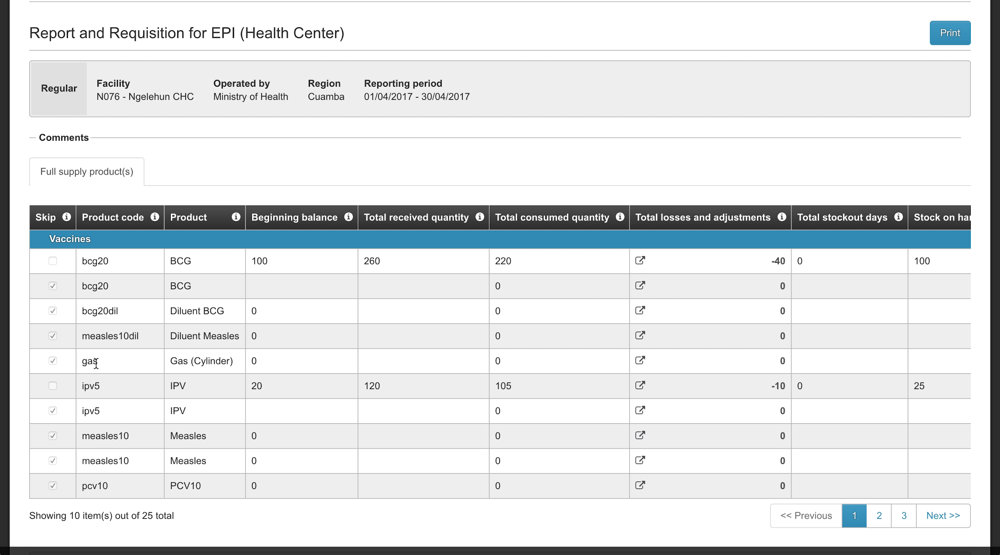 Report and Requisition for EPI (Health Center)
Print
Regular
Facility Operated by Region Reporting period
N076 - Ngelehun CHC Ministry of Health Cuamba 01/04/2017 - 30/04/2017
Comments
Full supply product(s)
Skip Product code Product Beginning balance Total received quantity Total consumed quantity Total losses and adjustments Total stockout days Stock on har
Vaccines
bcg20 BCG 100 260 220 -40 0 100
bcg20 BCG 0 0
bcg20dil Diluent BCG 0 0 0
measles10dil Diluent Measles 0 0 0
gas Gas (Cylinder) 0 0 0
ipv5 IPV 20 120 105 -10 0 25
ipv5 IPV 0 0
measles10 Measles 0 0 0
measles10 Measles 0 0 0
pcv10 PCV10 0 0 0
Showing 10 item(s) out of 25 total
<< Previous 1 2 3 Next >>